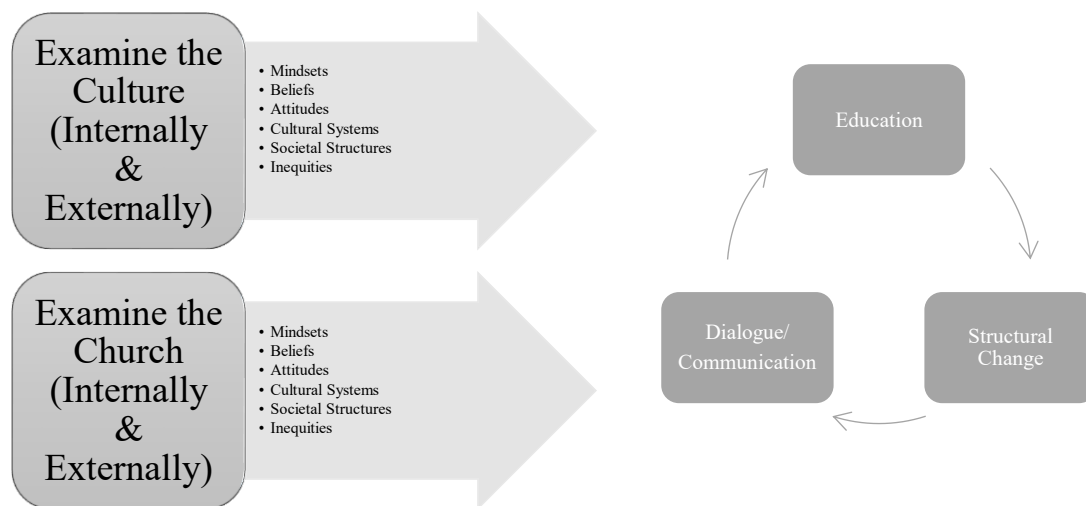 Examine the
Culture
(Internally
&
Externally)
• Mindsets
• Beliefs
• Attitudes
• Cultural Systems
• Societal Structures
• Inequities
Examine the
Church
(Internally
&
Externally)
• Mindsets
• Beliefs
• Attitudes
• Cultural Systems
• Societal Structures
• Inequities
Education
Structural
Change
Dialogue/
Communication